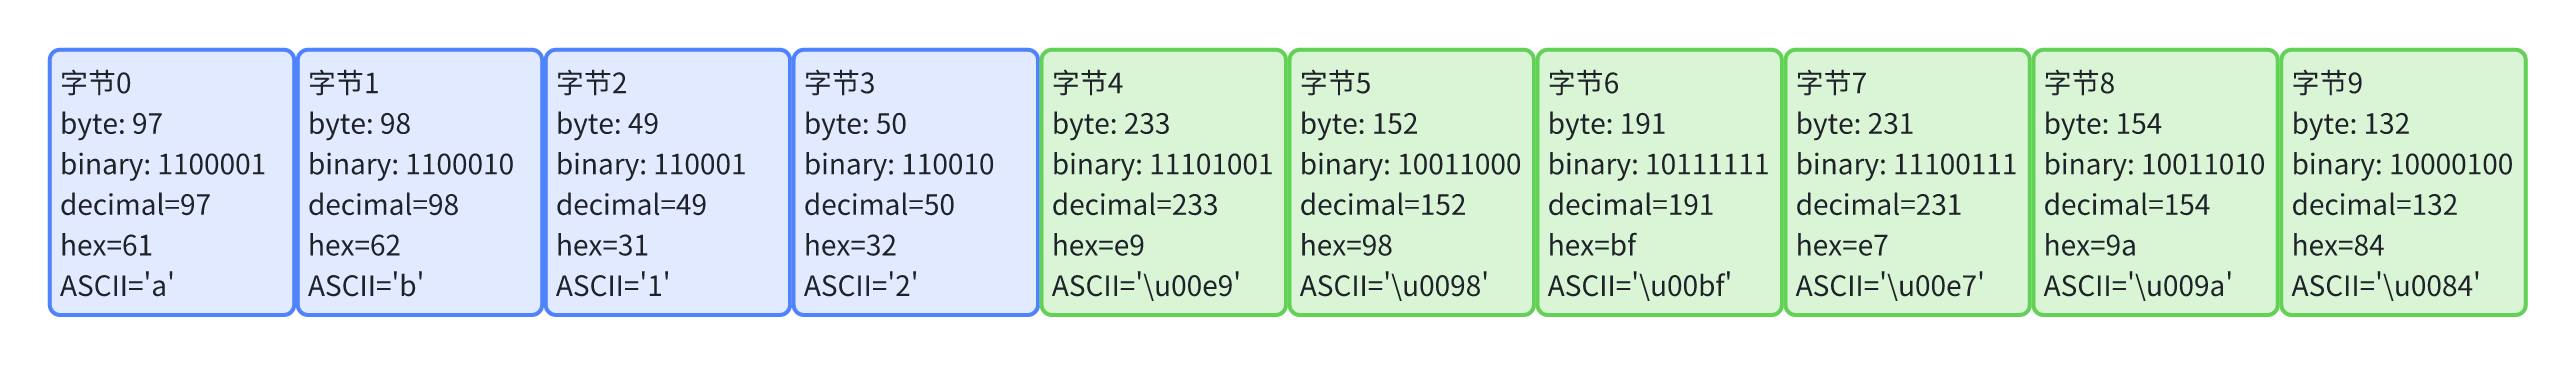 字节0
byte: 97
binary: 1100001
decimal=97
hex=61
ASCII='a'
字节1
byte: 98
binary: 1100010
decimal=98
hex=62
ASCII='b'
字节2
byte: 49
binary: 110001
decimal=49
hex=31
ASCII='1'
字节3
byte: 50
binary: 110010
decimal=50
hex=32
ASCII='2'
字节4
byte: 233
binary: 11101001
decimal=233
hex=e9
ASCII='\u00e9'
字节5
byte: 152
binary: 10011000
decimal=152
hex=98
ASCII='\u0098'
字节6
byte: 191
binary: 10111111
decimal=191
hex=bf
ASCII='\u00bf'
字节7
byte: 231
binary: 11100111
decimal=231
hex=e7
ASCII='\u00e7'
字节8
byte: 154
binary: 10011010
decimal=154
hex=9a
ASCII='\u009a'
字节9
byte: 132
binary: 10000100
decimal=132
hex=84
ASCII='\u0084'